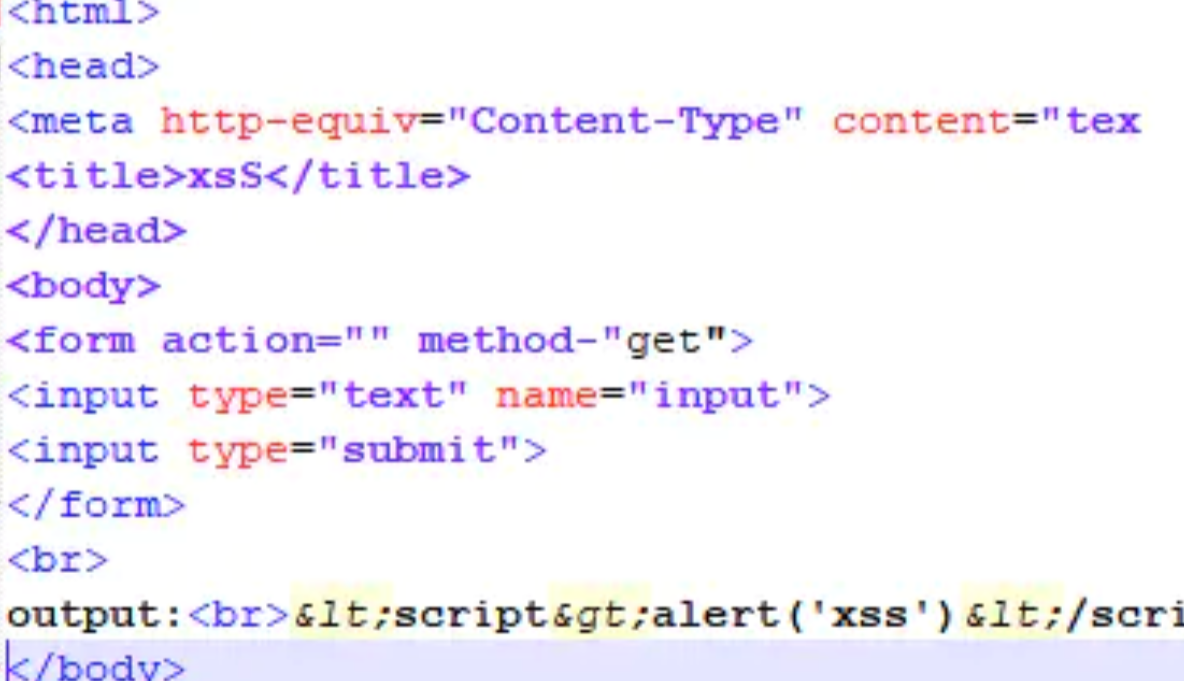 <html>
<head>
<meta http-equiv="Content-Type" content="tex
<title>xsS</title>
</head>
<body>
<form action="" method-"get">
<input type="text" name="input">
<input type="submit">
</form>
<br>
output:<br>&lt;script&gt;alert('xss')&lt;/scri
</body>